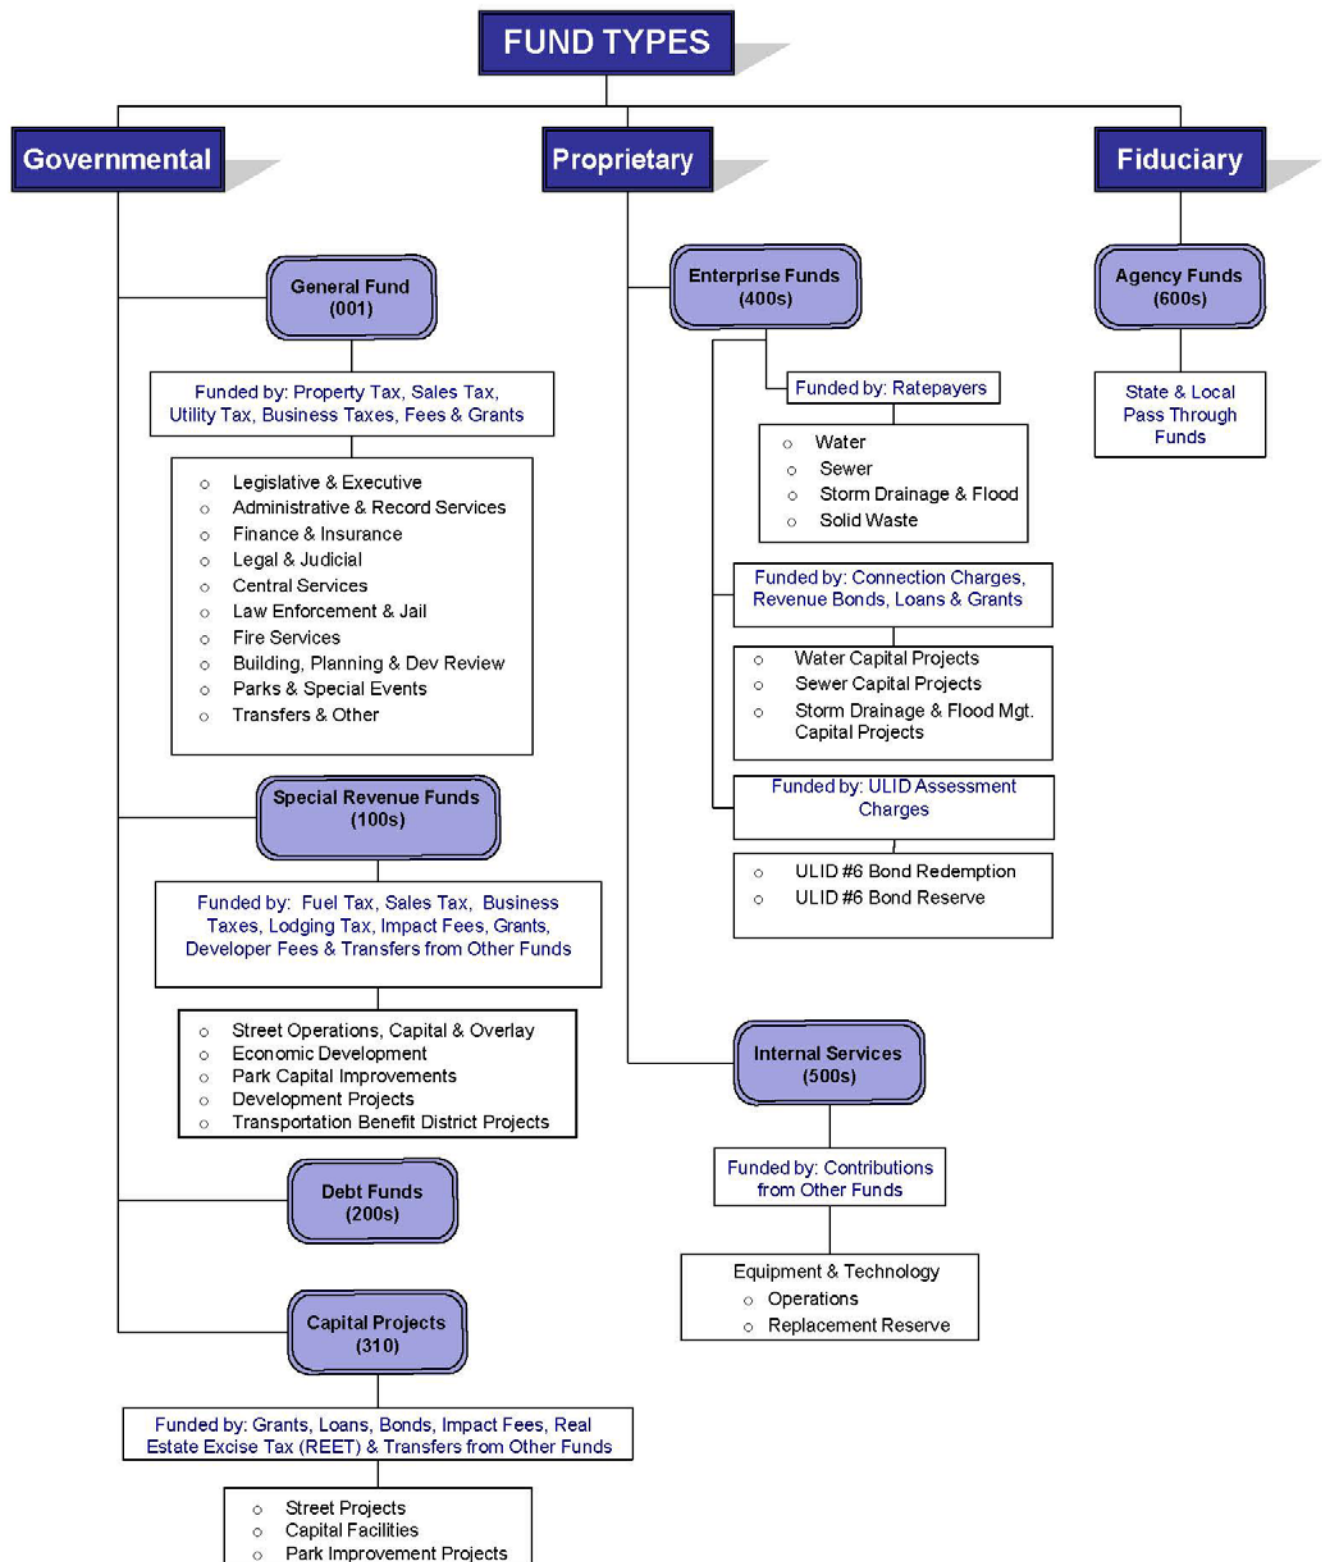 FUND TYPES
Governmental
Proprietary
Fiduciary
General Fund
(001)
Funded by: Property Tax, Sales Tax,
Utility Tax, Business Taxes, Fees & Grants
○ Legislative & Executive
○ Administrative & Record Services
○ Finance & Insurance
○ Legal & Judicial
○ Central Services
○ Law Enforcement & Jail
○ Fire Services
○ Building, Planning & Dev Review
○ Parks & Special Events
○ Transfers & Other
Special Revenue Funds
(100s)
Funded by: Fuel Tax, Sales Tax, Business
Taxes, Lodging Tax, Impact Fees, Grants,
Developer Fees & Transfers from Other Funds
○ Street Operations, Capital & Overlay
○ Economic Development
○ Park Capital Improvements
○ Development Projects
○ Transportation Benefit District Projects
Debt Funds
(200s)
Capital Projects
(310)
Funded by: Grants, Loans, Bonds, Impact Fees, Real
Estate Excise Tax (REET) & Transfers from Other Funds
○ Street Projects
○ Capital Facilities
○ Park Improvement Projects
Enterprise Funds
(400s)
Funded by: Ratepayers
○ Water
○ Sewer
○ Storm Drainage & Flood
○ Solid Waste
Funded by: Connection Charges,
Revenue Bonds, Loans & Grants
○ Water Capital Projects
○ Sewer Capital Projects
○ Storm Drainage & Flood Mgt.
Capital Projects
Funded by: ULID Assessment
Charges
○ ULID #6 Bond Redemption
○ ULID #6 Bond Reserve
Internal Services
(500s)
Funded by: Contributions
from Other Funds
Equipment & Technology
○ Operations
○ Replacement Reserve
Agency Funds
(600s)
State & Local
Pass Through
Funds